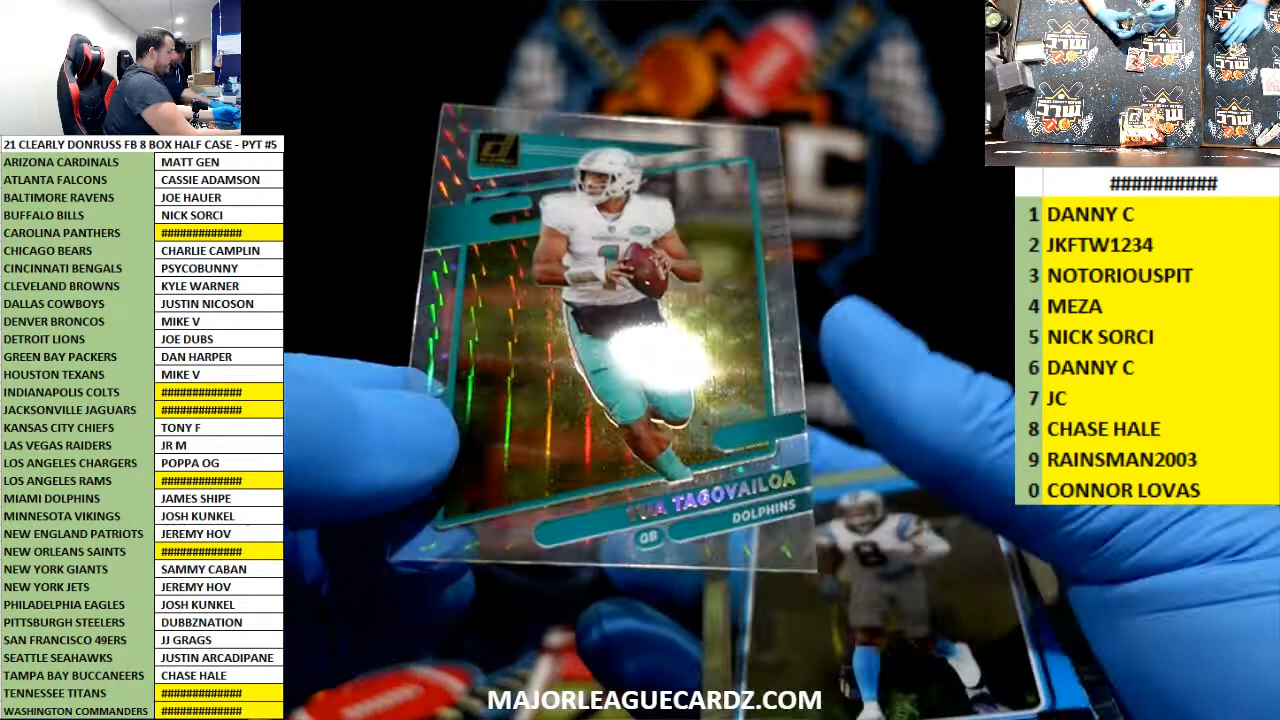 21 CLEARLY DONRUSS FB 8 BOX HALF CASE - PYT #5
ARIZONA CARDINALS MATT GEN
ATLANTA FALCONS CASSIE ADAMSON
BALTIMORE RAVENS JOE HAUER
BUFFALO BILLS NICK SORCI
CAROLINA PANTHERS #############
CHICAGO BEARS CHARLIE CAMPLIN
CINCINNATI BENGALS PSYCOBUNNY
CLEVELAND BROWNS KYLE WARNER
DALLAS COWBOYS JUSTIN NICOSON
DENVER BRONCOS MIKE V
DETROIT LIONS JOE DUBS
GREEN BAY PACKERS DAN HARPER
HOUSTON TEXANS MIKE V
INDIANAPOLIS COLTS #############
JACKSONVILLE JAGUARS #############
KANSAS CITY CHIEFS TONY F
LAS VEGAS RAIDERS JR M
LOS ANGELES CHARGERS POPPA OG
LOS ANGELES RAMS #############
MIAMI DOLPHINS JAMES SHIPE
MINNESOTA VIKINGS JOSH KUNKEL
NEW ENGLAND PATRIOTS JEREMY HOV
NEW ORLEANS SAINTS #############
NEW YORK GIANTS SAMMY CABAN
NEW YORK JETS JEREMY HOV
PHILADELPHIA EAGLES JOSH KUNKEL
PITTSBURGH STEELERS DUBBZNATION
SAN FRANCISCO 49ERS JJ GRAGS
SEATTLE SEAHAWKS JUSTIN ARCADIPANE
TAMPA BAY BUCCANEERS CHASE HALE
TENNESSEE TITANS #############
WASHINGTON COMMANDERS #############
TUA TAGOVAILOA
QB DOLPHINS
8
MAJORLEAGUECARDZ.COM
##########
1 DANNY C
2 JKFTW1234
3 NOTORIOUSPIT
4 MEZA
5 NICK SORCI
6 DANNY C
7 JC
8 CHASE HALE
9 RAINSMAN2003
0 CONNOR LOVAS